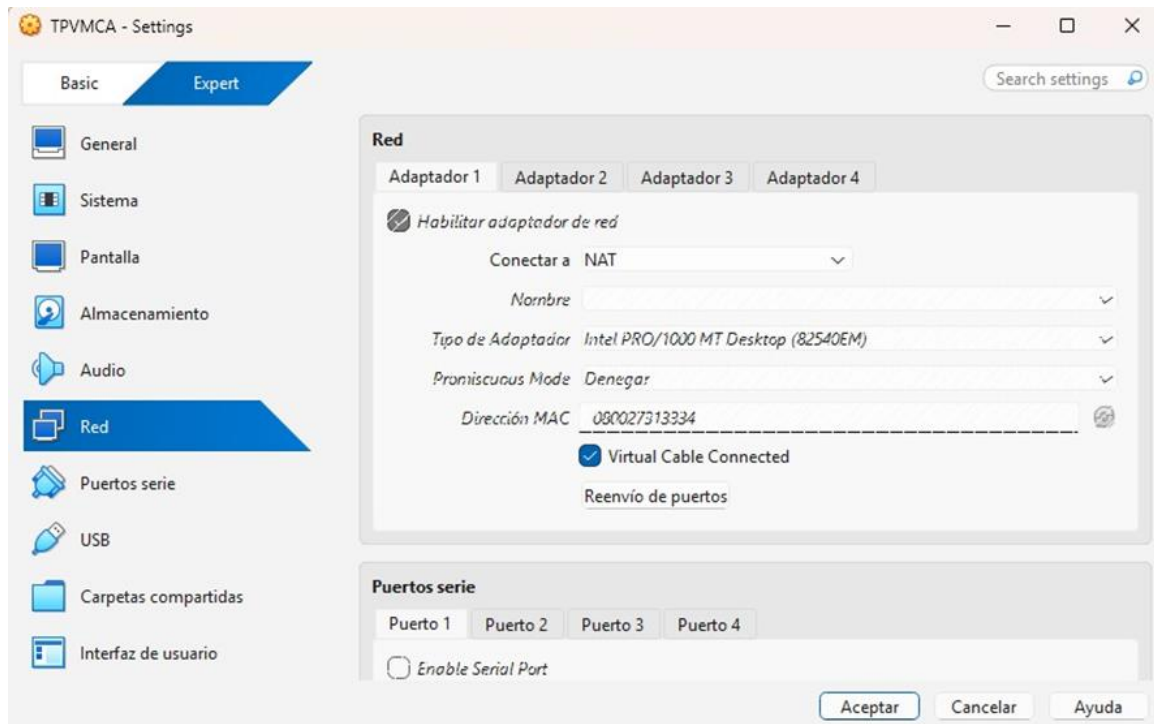 TPVMCA - Settings
Basic Expert Search settings
General
Sistema
Pantalla
Almacenamiento
Audio
Red
Puertos serie
USB
Carpetas compartidas
Interfaz de usuario
Red
Adaptador 1 Adaptador 2 Adaptador 3 Adaptador 4
Habilitar adaptador de red
Conectar a NAT
Nombre
Tipo de Adaptador Intel PRO/1000 MT Desktop (82540EM)
Promiscuous Mode Denegar
Dirección MAC 080027313334
Virtual Cable Connected
Reenvío de puertos
Puertos serie
Puerto 1 Puerto 2 Puerto 3 Puerto 4
Enable Serial Port
Aceptar Cancelar Ayuda